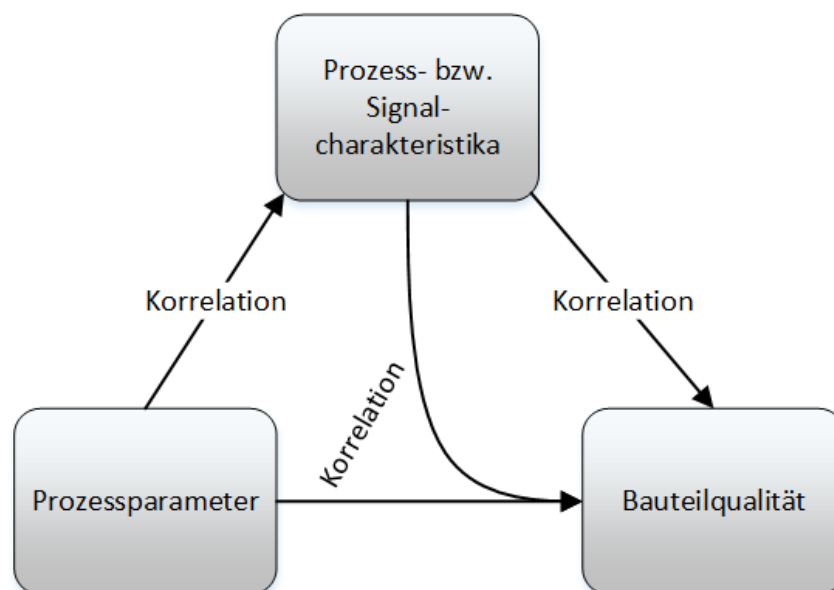 Prozess- bzw.
Signal-
charakteristika
Korrelation
Korrelation
Korrelation
Prozessparameter
Bauteilqualität